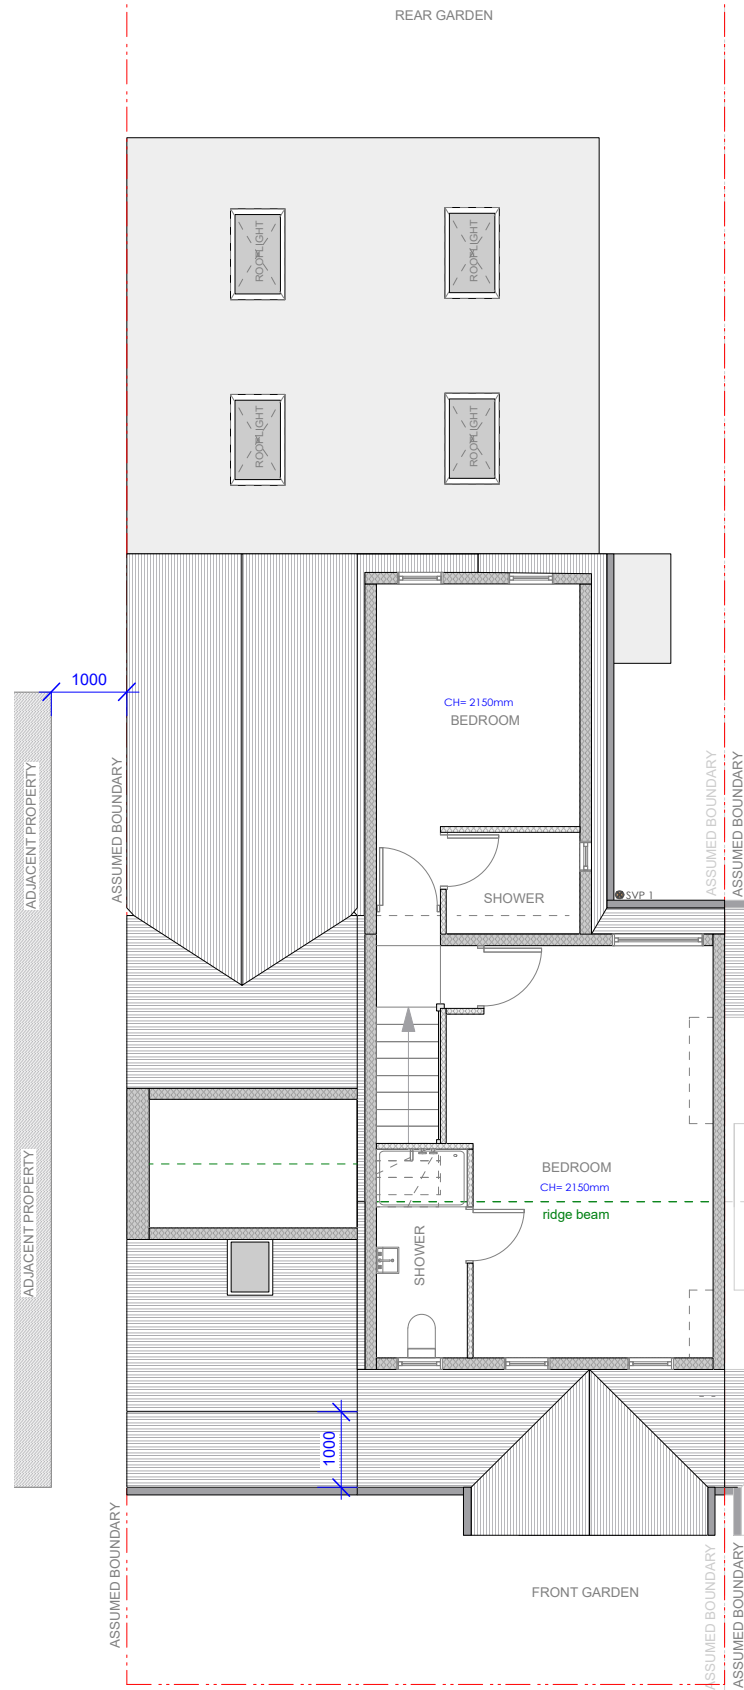 REAR GARDEN
ROOFLIGHT
ROOFLIGHT
ROOFLIGHT
ROOFLIGHT
1000
CH= 2150mm
BEDROOM
ADJACENT PROPERTY
ASSUMED BOUNDARY
ASSUMED BOUNDARY
ASSUMED BOUNDARY
SHOWER
SVP 1
ADJACENT PROPERTY
BEDROOM
CH= 2150mm
ridge beam
SHOWER
1000
ASSUMED BOUNDARY
FRONT GARDEN
ASSUMED BOUNDARY
ASSUMED BOUNDARY